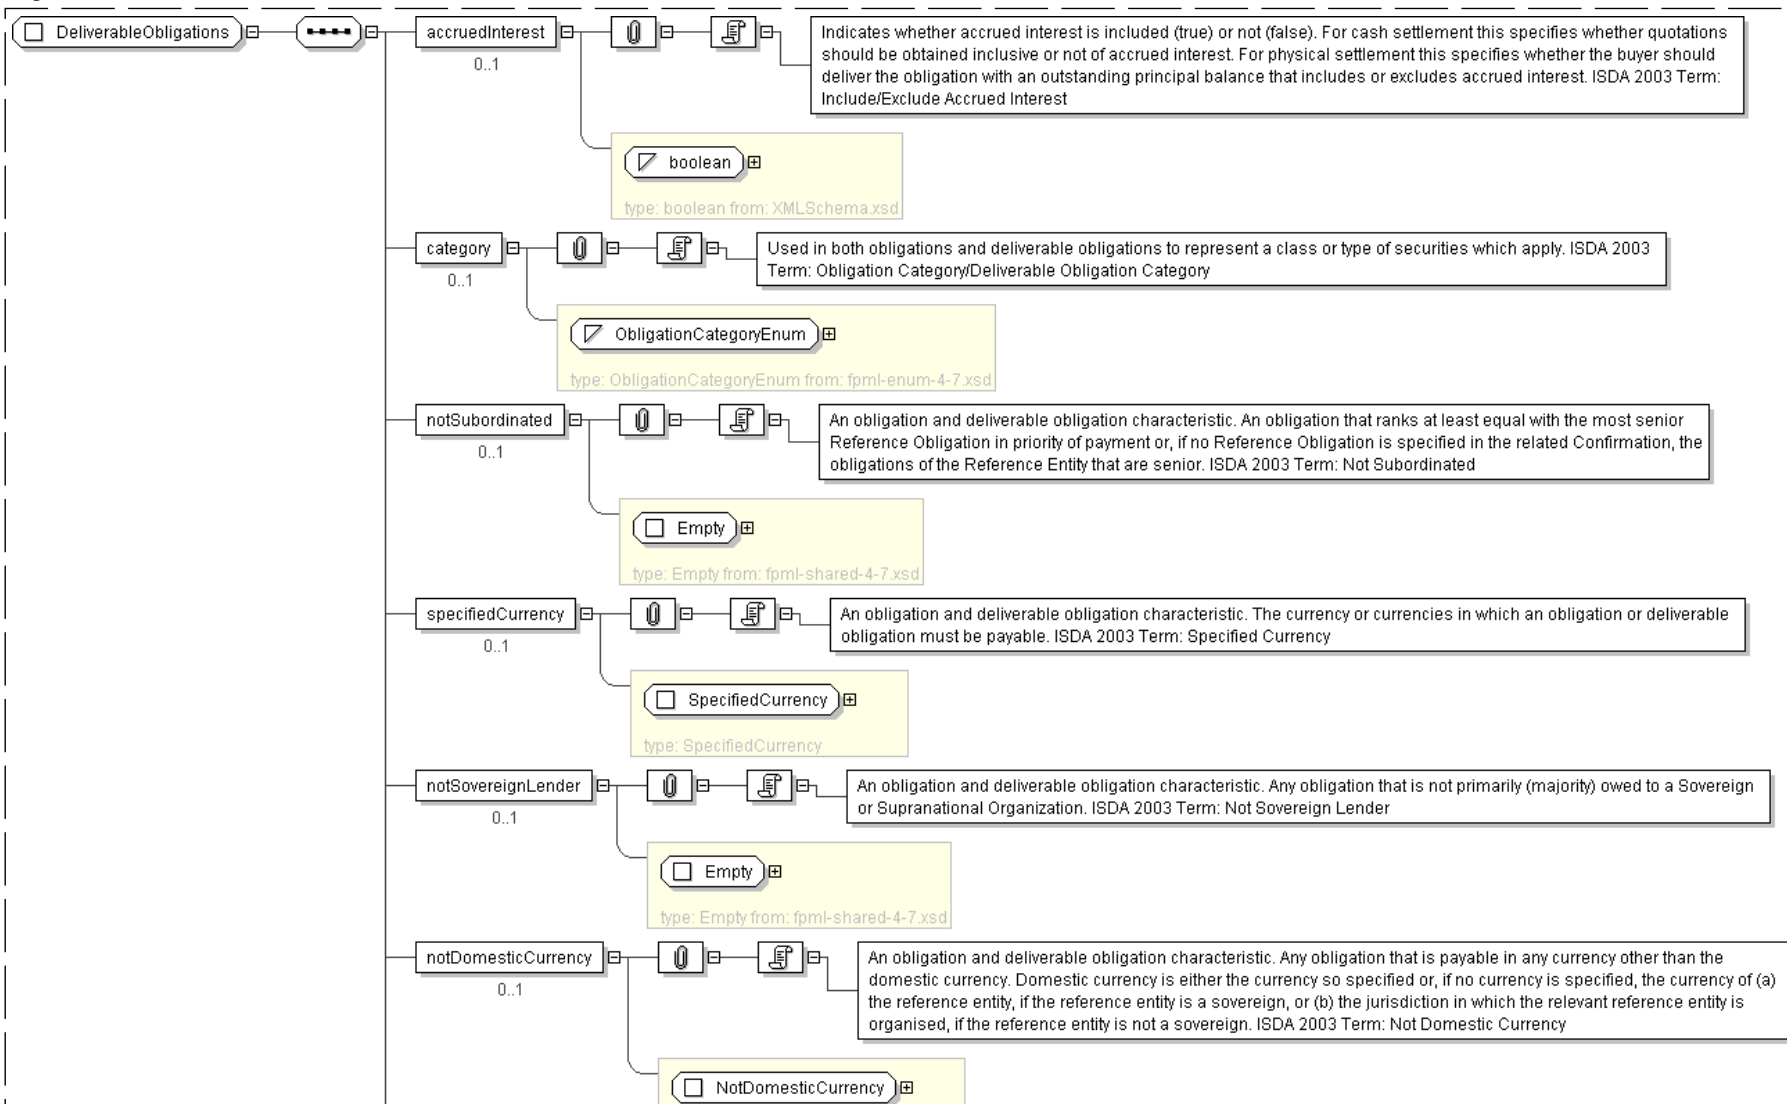 DeliverableObligations
accruedInterest
0..1
Indicates whether accrued interest is included (true) or not (false). For cash settlement this specifies whether quotations
should be obtained inclusive or not of accrued interest. For physical settlement this specifies whether the buyer should
deliver the obligation with an outstanding principal balance that includes or excludes accrued interest. ISDA 2003 Term:
Include/Exclude Accrued Interest
boolean
type: boolean from: XMLSchema.xsd
category
0..1
Used in both obligations and deliverable obligations to represent a class or type of securities which apply. ISDA 2003
Term: Obligation Category/Deliverable Obligation Category
ObligationCategoryEnum
type: ObligationCategoryEnum from: fpml-enum-4-7.xsd
notSubordinated
0..1
An obligation and deliverable obligation characteristic. An obligation that ranks at least equal with the most senior
Reference Obligation in priority of payment or, if no Reference Obligation is specified in the related Confirmation, the
obligations of the Reference Entity that are senior. ISDA 2003 Term: Not Subordinated
Empty
type: Empty from: fpml-shared-4-7.xsd
specifiedCurrency
0..1
An obligation and deliverable obligation characteristic. The currency or currencies in which an obligation or deliverable
obligation must be payable. ISDA 2003 Term: Specified Currency
SpecifiedCurrency
type: SpecifiedCurrency
notSovereignLender
0..1
An obligation and deliverable obligation characteristic. Any obligation that is not primarily (majority) owed to a Sovereign
or Supranational Organization. ISDA 2003 Term: Not Sovereign Lender
Empty
type: Empty from: fpml-shared-4-7.xsd
notDomesticCurrency
0..1
An obligation and deliverable obligation characteristic. Any obligation that is payable in any currency other than the
domestic currency. Domestic currency is either the currency so specified or, if no currency is specified, the currency of (a)
the reference entity, if the reference entity is a sovereign, or (b) the jurisdiction in which the relevant reference entity is
organised, if the reference entity is not a sovereign. ISDA 2003 Term: Not Domestic Currency
NotDomesticCurrency